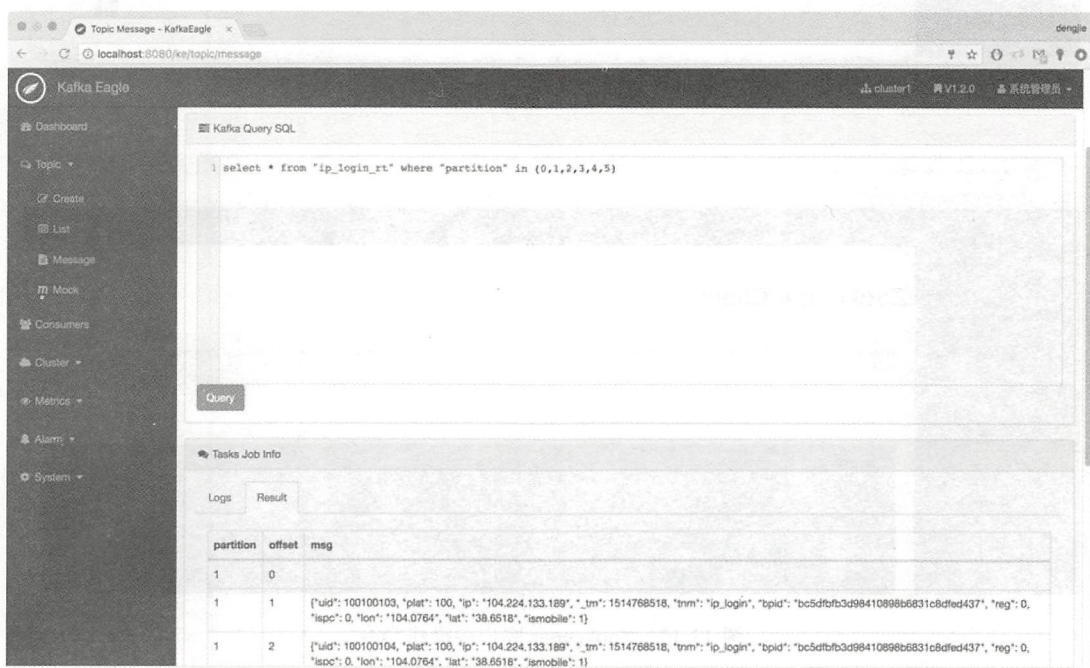 Topic Message - KafkaEagle ×
dengjie
localhost:8080/ke/topic/message
Kafka Eagle
cluster1 V1.2.0 系统管理员
Dashboard
Topic
Create
List
Message
Mock
Consumers
Cluster
Metrics
Alarm
System
Kafka Query SQL
1 select * from "ip_login_rt" where "partition" in (0,1,2,3,4,5)
Query
Tasks Job Info
Logs Result
partition offset msg
1 0
1 1 {"uid": 100100103, "plat": 100, "ip": "104.224.133.189", "_tm": 1514768518, "tnm": "ip_login", "bpid": "bc5dfbfb3d98410898b6831c8dfed437", "reg": 0,
"ispc": 0, "lon": "104.0764", "lat": "38.6518", "ismobile": 1}
1 2 {"uid": 100100104, "plat": 100, "ip": "104.224.133.189", "_tm": 1514768518, "tnm": "ip_login", "bpid": "bc5dfbfb3d98410898b6831c8dfed437", "reg": 0,
"ispc": 0, "lon": "104.0764", "lat": "38.6518", "ismobile": 1}